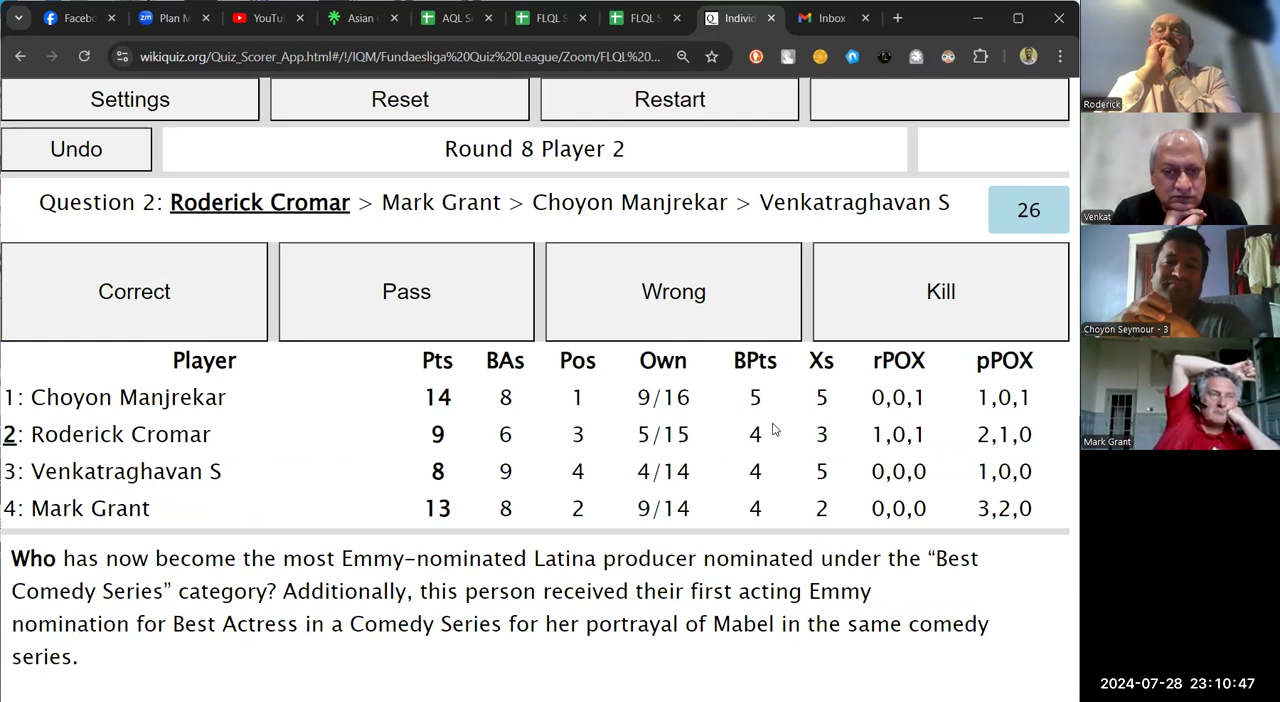 Facebo
Plan M
YouTu
Asian
AQL S
FLQL S
FLQL S
Individ
Inbox
wikiquiz.org/Quiz_Scorer_App.html#/!/IQM/Fundaesliga%20Quiz%20League/Zoom/FLQL%20...
Settings Reset Restart
Undo Round 8 Player 2
Question 2: Roderick Cromar > Mark Grant > Choyon Manjrekar > Venkatraghavan S 26
Correct Pass Wrong Kill
Player Pts BAs Pos Own BPts Xs rPOX pPOX
1: Choyon Manjrekar 14 8 1 9/16 5 5 0,0,1 1,0,1
2: Roderick Cromar 9 6 3 5/15 4 3 1,0,1 2,1,0
3: Venkatraghavan S 8 9 4 4/14 4 5 0,0,0 1,0,0
4: Mark Grant 13 8 2 9/14 4 2 0,0,0 3,2,0
Who has now become the most Emmy-nominated Latina producer nominated under the “Best
Comedy Series” category? Additionally, this person received their first acting Emmy
nomination for Best Actress in a Comedy Series for her portrayal of Mabel in the same comedy
series.
Roderick
Venkat
Choyon Seymour - 3
Mark Grant
2024-07-28 23:10:47